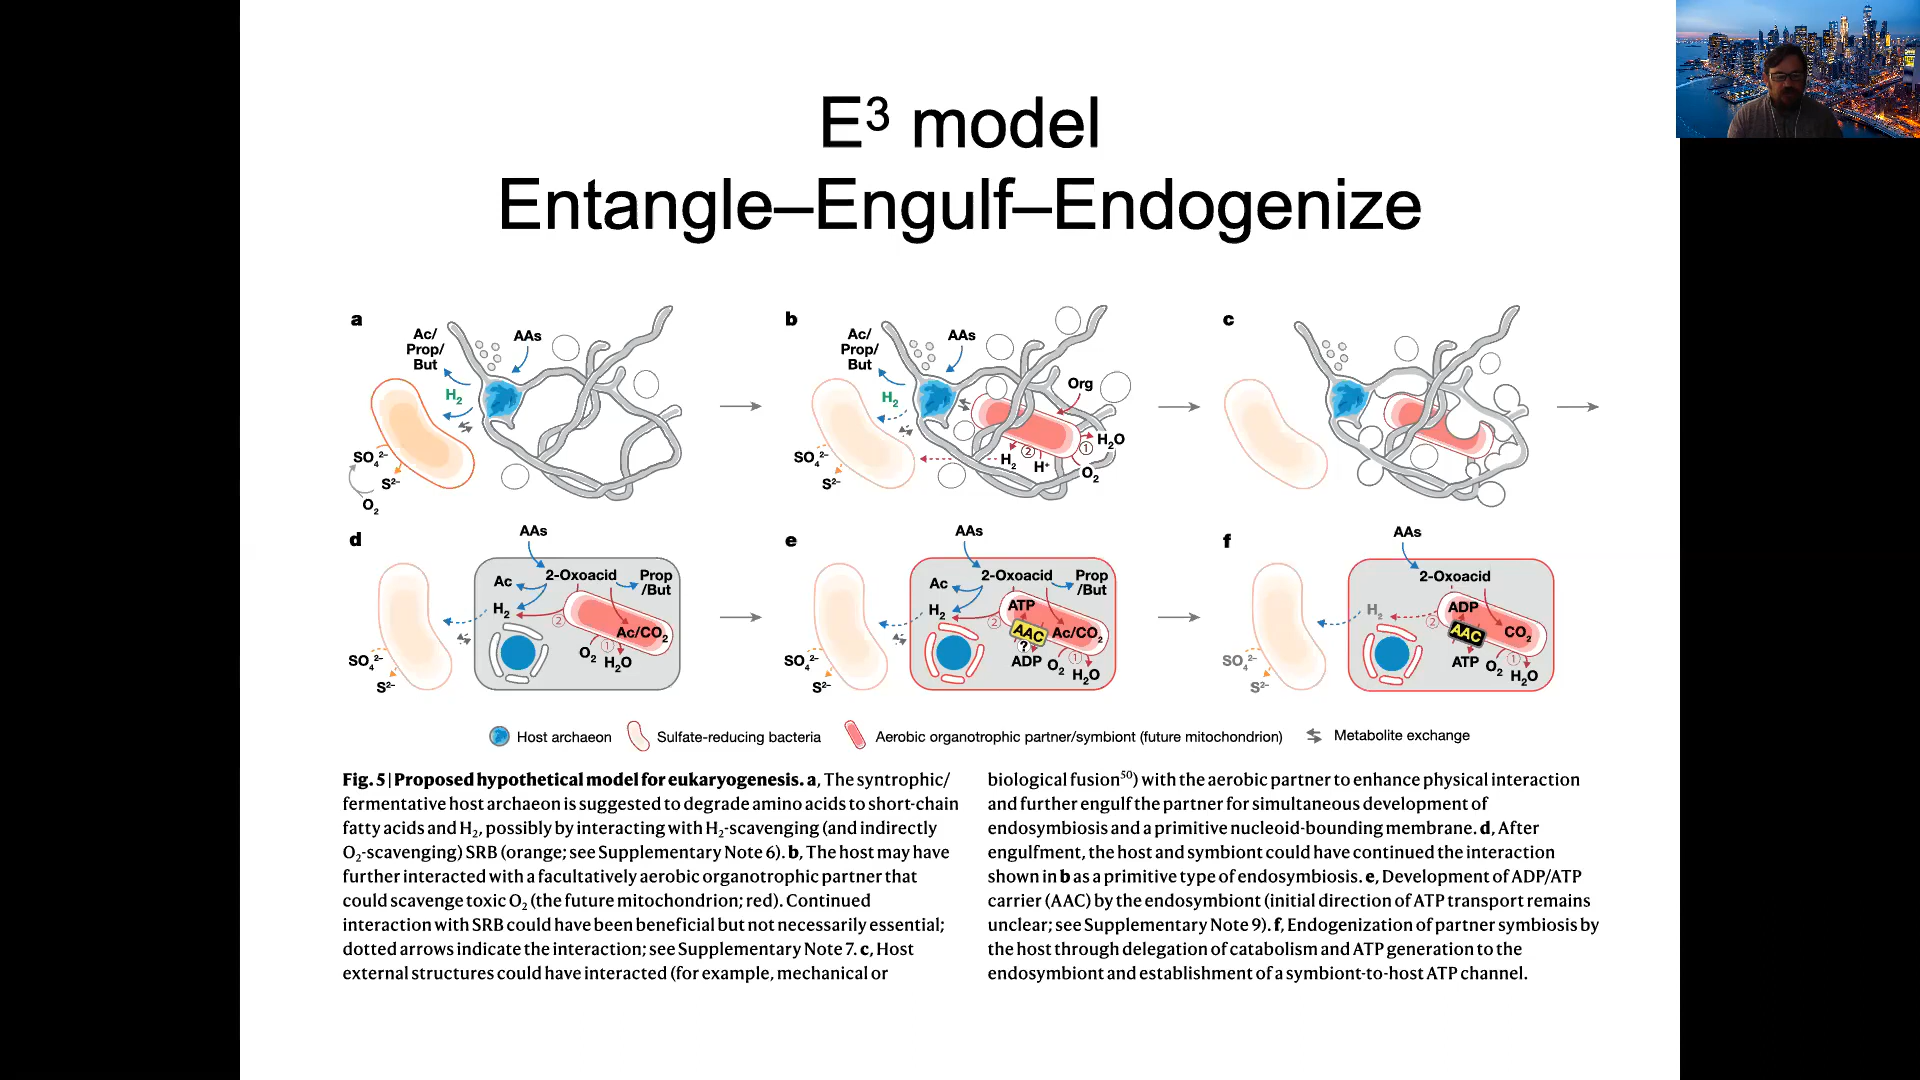 E³ model
Entangle–Engulf–Endogenize
a
Ac/
Prop/
But
AAs
H₂
SO₄²⁻
S²⁻
O₂
b
Ac/
Prop/
But
AAs
H₂
Org
H₂O
①
②
H₂
H⁺
O₂
SO₄²⁻
S²⁻
c
d
AAs
2-Oxoacid
Prop
/But
Ac
H₂
②
Ac/CO₂
①
O₂
H₂O
SO₄²⁻
S²⁻
e
AAs
2-Oxoacid
Prop
/But
Ac
H₂
ATP
②
AAC
Ac/CO₂
?
ADP
O₂
①
H₂O
SO₄²⁻
S²⁻
f
AAs
2-Oxoacid
H₂
②
ADP
AAC
CO₂
ATP
O₂
①
H₂O
SO₄²⁻
S²⁻
Host archaeon
Sulfate-reducing bacteria
Aerobic organotrophic partner/symbiont (future mitochondrion)
Metabolite exchange
Fig. 5 | Proposed hypothetical model for eukaryogenesis. a, The syntrophic/
fermentative host archaeon is suggested to degrade amino acids to short-chain
fatty acids and H₂, possibly by interacting with H₂-scavenging (and indirectly
O₂-scavenging) SRB (orange; see Supplementary Note 6). b, The host may have
further interacted with a facultatively aerobic organotrophic partner that
could scavenge toxic O₂ (the future mitochondrion; red). Continued
interaction with SRB could have been beneficial but not necessarily essential;
dotted arrows indicate the interaction; see Supplementary Note 7. c, Host
external structures could have interacted (for example, mechanical or
biological fusion⁵⁰) with the aerobic partner to enhance physical interaction
and further engulf the partner for simultaneous development of
endosymbiosis and a primitive nucleoid-bounding membrane. d, After
engulfment, the host and symbiont could have continued the interaction
shown in b as a primitive type of endosymbiosis. e, Development of ADP/ATP
carrier (AAC) by the endosymbiont (initial direction of ATP transport remains
unclear; see Supplementary Note 9). f, Endogenization of partner symbiosis by
the host through delegation of catabolism and ATP generation to the
endosymbiont and establishment of a symbiont-to-host ATP channel.